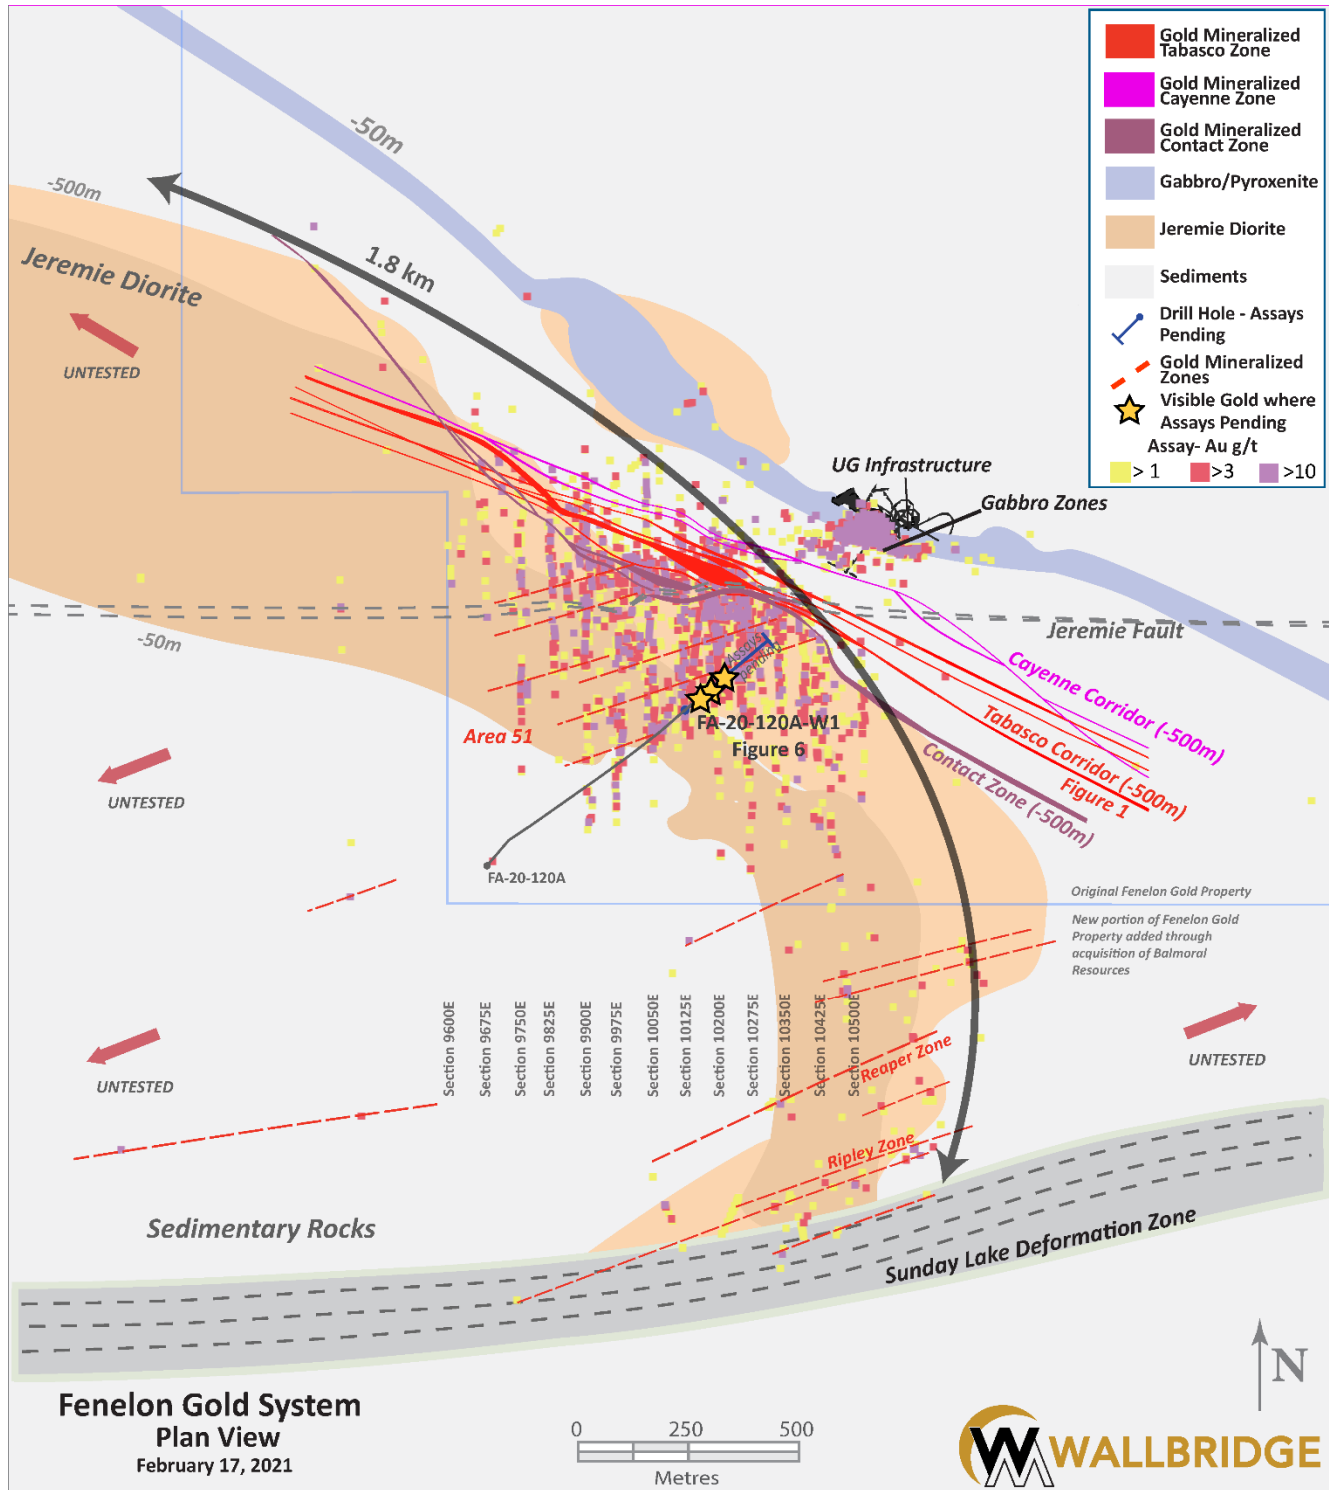 Gold Mineralized
Tabasco Zone
Gold Mineralized
Cayenne Zone
Gold Mineralized
Contact Zone
Gabbro/Pyroxenite
Jeremie Diorite
Sediments
Drill Hole - Assays
Pending
Gold Mineralized
Zones
Visible Gold where
Assays Pending
Assay- Au g/t
> 1
>3
>10
-50m
-500m
1.8 km
Jeremie Diorite
UNTESTED
UG Infrastructure
Gabbro Zones
-50m
Jeremie Fault
Assays
pending
Cayenne Corridor (-500m)
Tabasco Corridor (-500m)
Figure 1
Contact Zone (-500m)
Area 51
FA-20-120A-W1
Figure 6
UNTESTED
FA-20-120A
Original Fenelon Gold Property
New portion of Fenelon Gold
Property added through
acquisition of Balmoral
Resources
Section 9600E
Section 9675E
Section 9750E
Section 9825E
Section 9900E
Section 9975E
Section 10050E
Section 10125E
Section 10200E
Section 10275E
Section 10350E
Section 10425E
Section 10500E
UNTESTED
UNTESTED
Reaper Zone
Ripley Zone
Sedimentary Rocks
Sunday Lake Deformation Zone
Fenelon Gold System
Plan View
February 17, 2021
0 250 500
Metres
N
WALLBRIDGE